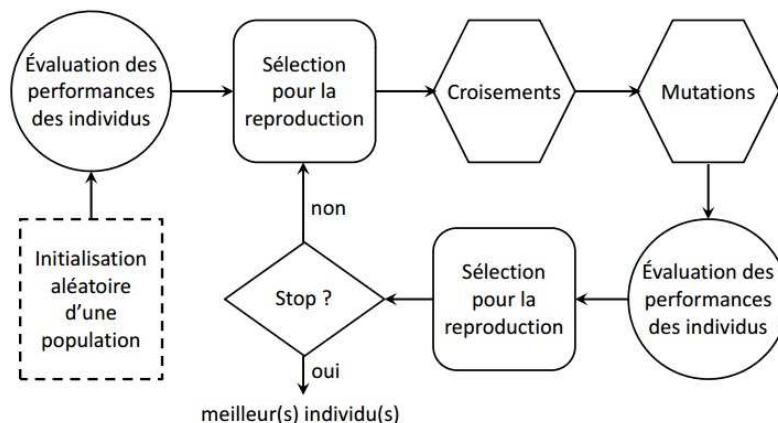 Évaluation des
performances
des individus
Sélection
pour la
reproduction
Croisements
Mutations
non
Initialisation
aléatoire
d'une
population
Stop ?
Sélection
pour la
reproduction
Évaluation des
performances
des individus
oui
meilleur(s) individu(s)